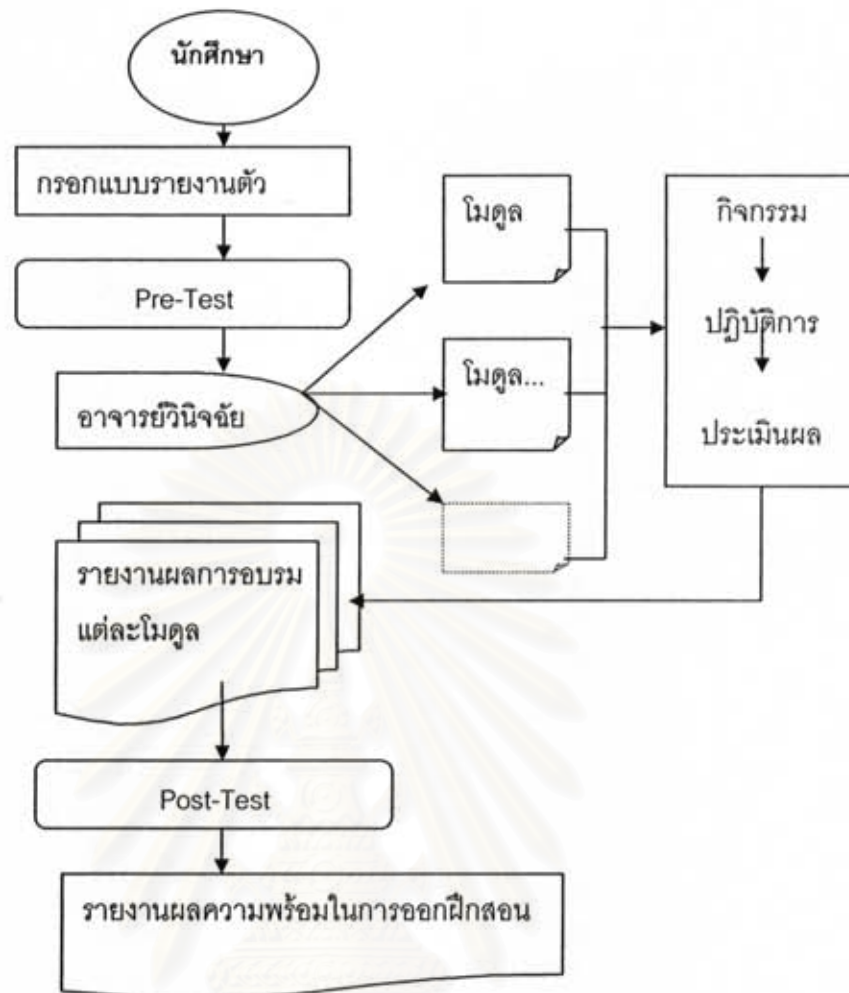 นักศึกษา
กรอกแบบรายงานตัว
Pre-Test
อาจารย์วินิจฉัย
โมดูล
โมดูล...
กิจกรรม
ปฏิบัติการ
ประเมินผล
รายงานผลการอบรม
แต่ละโมดูล
Post-Test
รายงานผลความพร้อมในการออกฝึกสอน